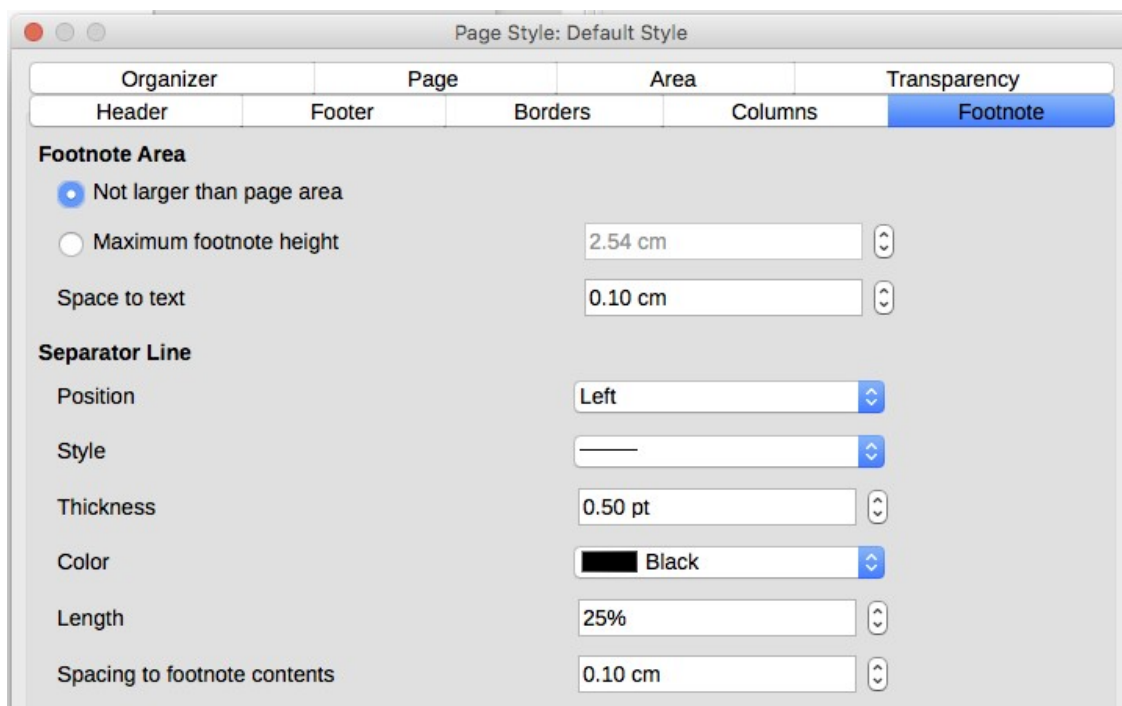 Page Style: Default Style
Organizer Page Area Transparency
Header Footer Borders Columns Footnote
Footnote Area
Not larger than page area
Maximum footnote height 2.54 cm
Space to text 0.10 cm
Separator Line
Position Left
Style
Thickness 0.50 pt
Color Black
Length 25%
Spacing to footnote contents 0.10 cm